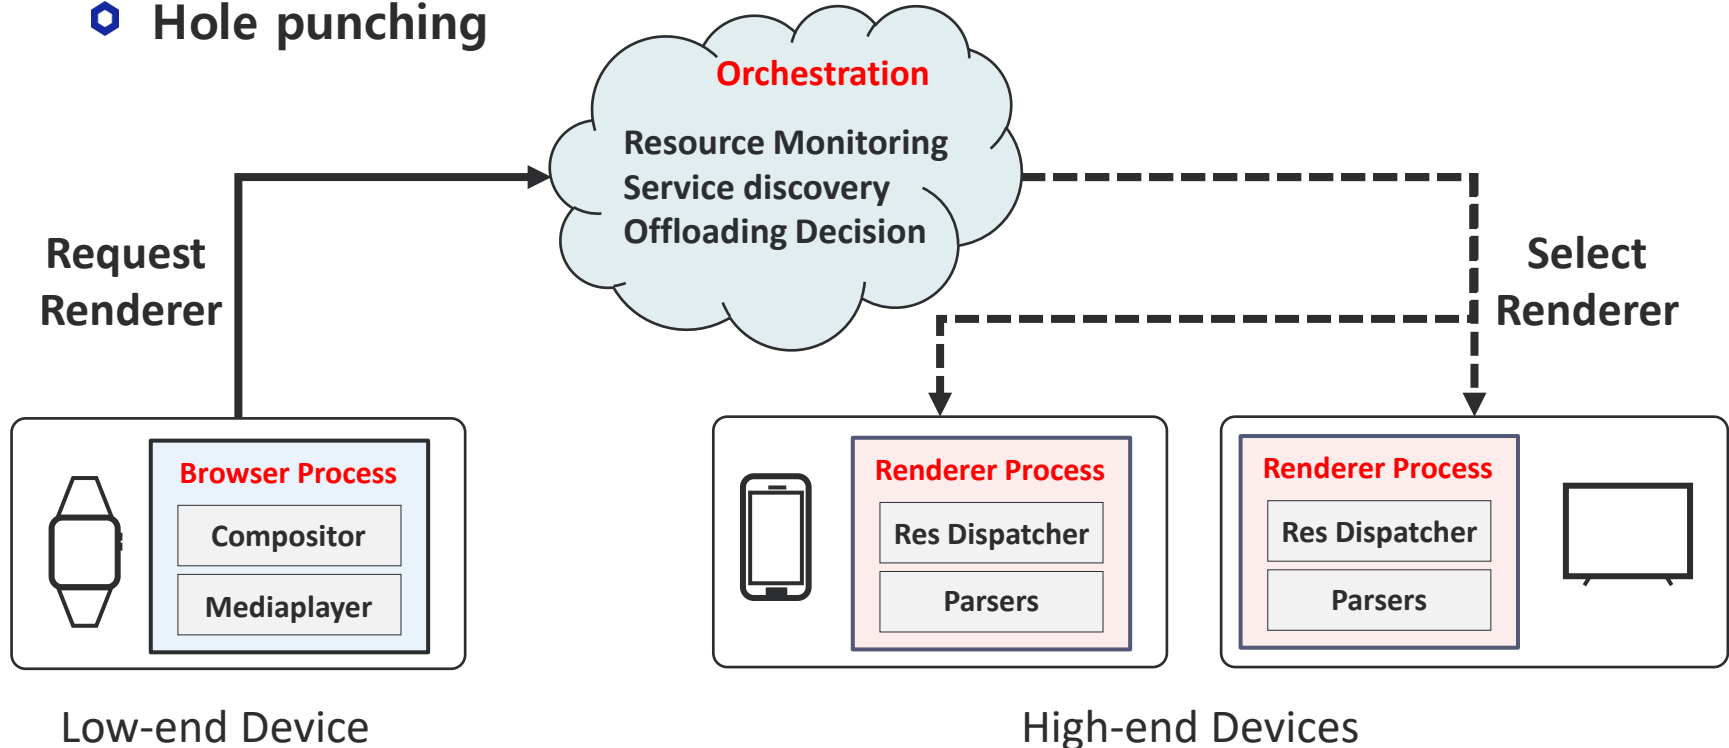 Hole punching
Orchestration
Resource Monitoring
Service discovery
Offloading Decision
Request
Renderer
Select
Renderer
Browser Process
Compositor
Mediaplayer
Renderer Process
Res Dispatcher
Parsers
Renderer Process
Res Dispatcher
Parsers
Low-end Device
High-end Devices